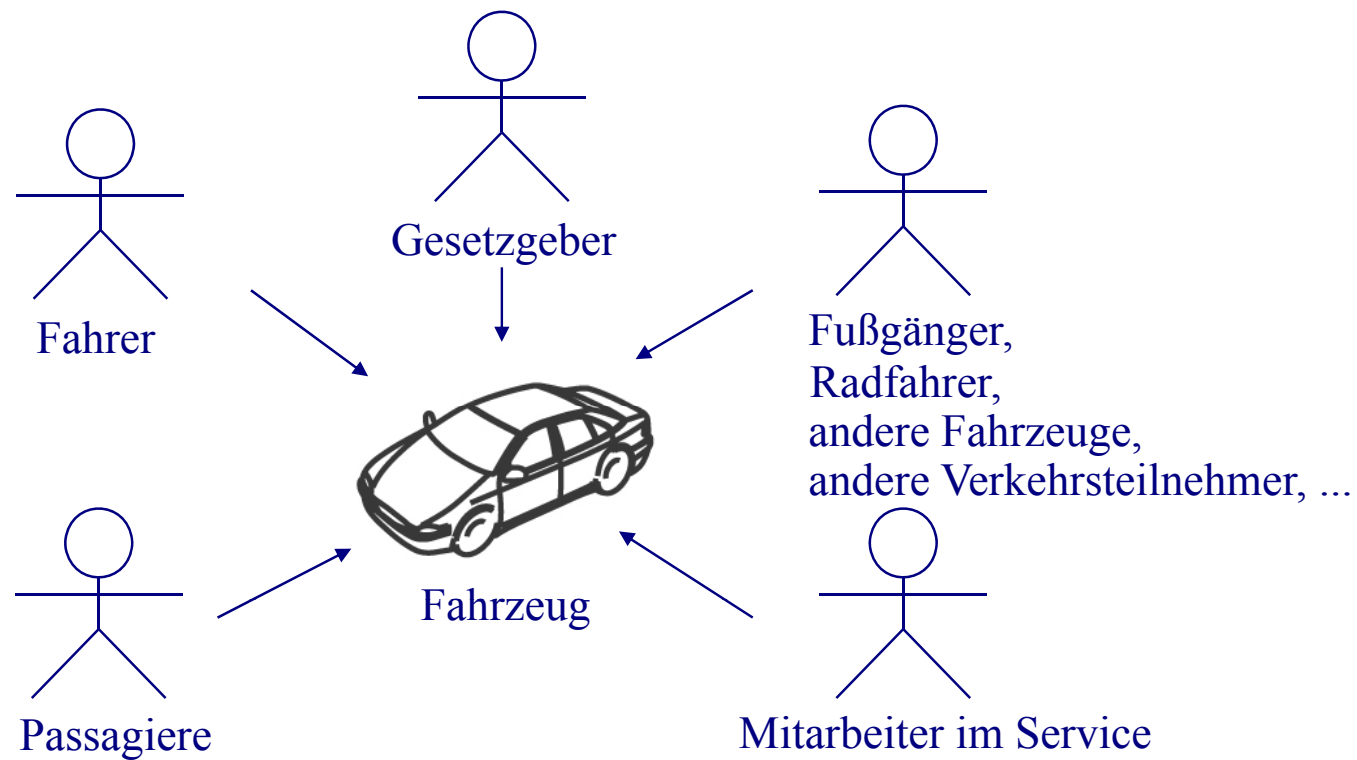 Gesetzgeber
Fahrer
Fußgänger,
Radfahrer,
andere Fahrzeuge,
andere Verkehrsteilnehmer, ...
Fahrzeug
Passagiere
Mitarbeiter im Service